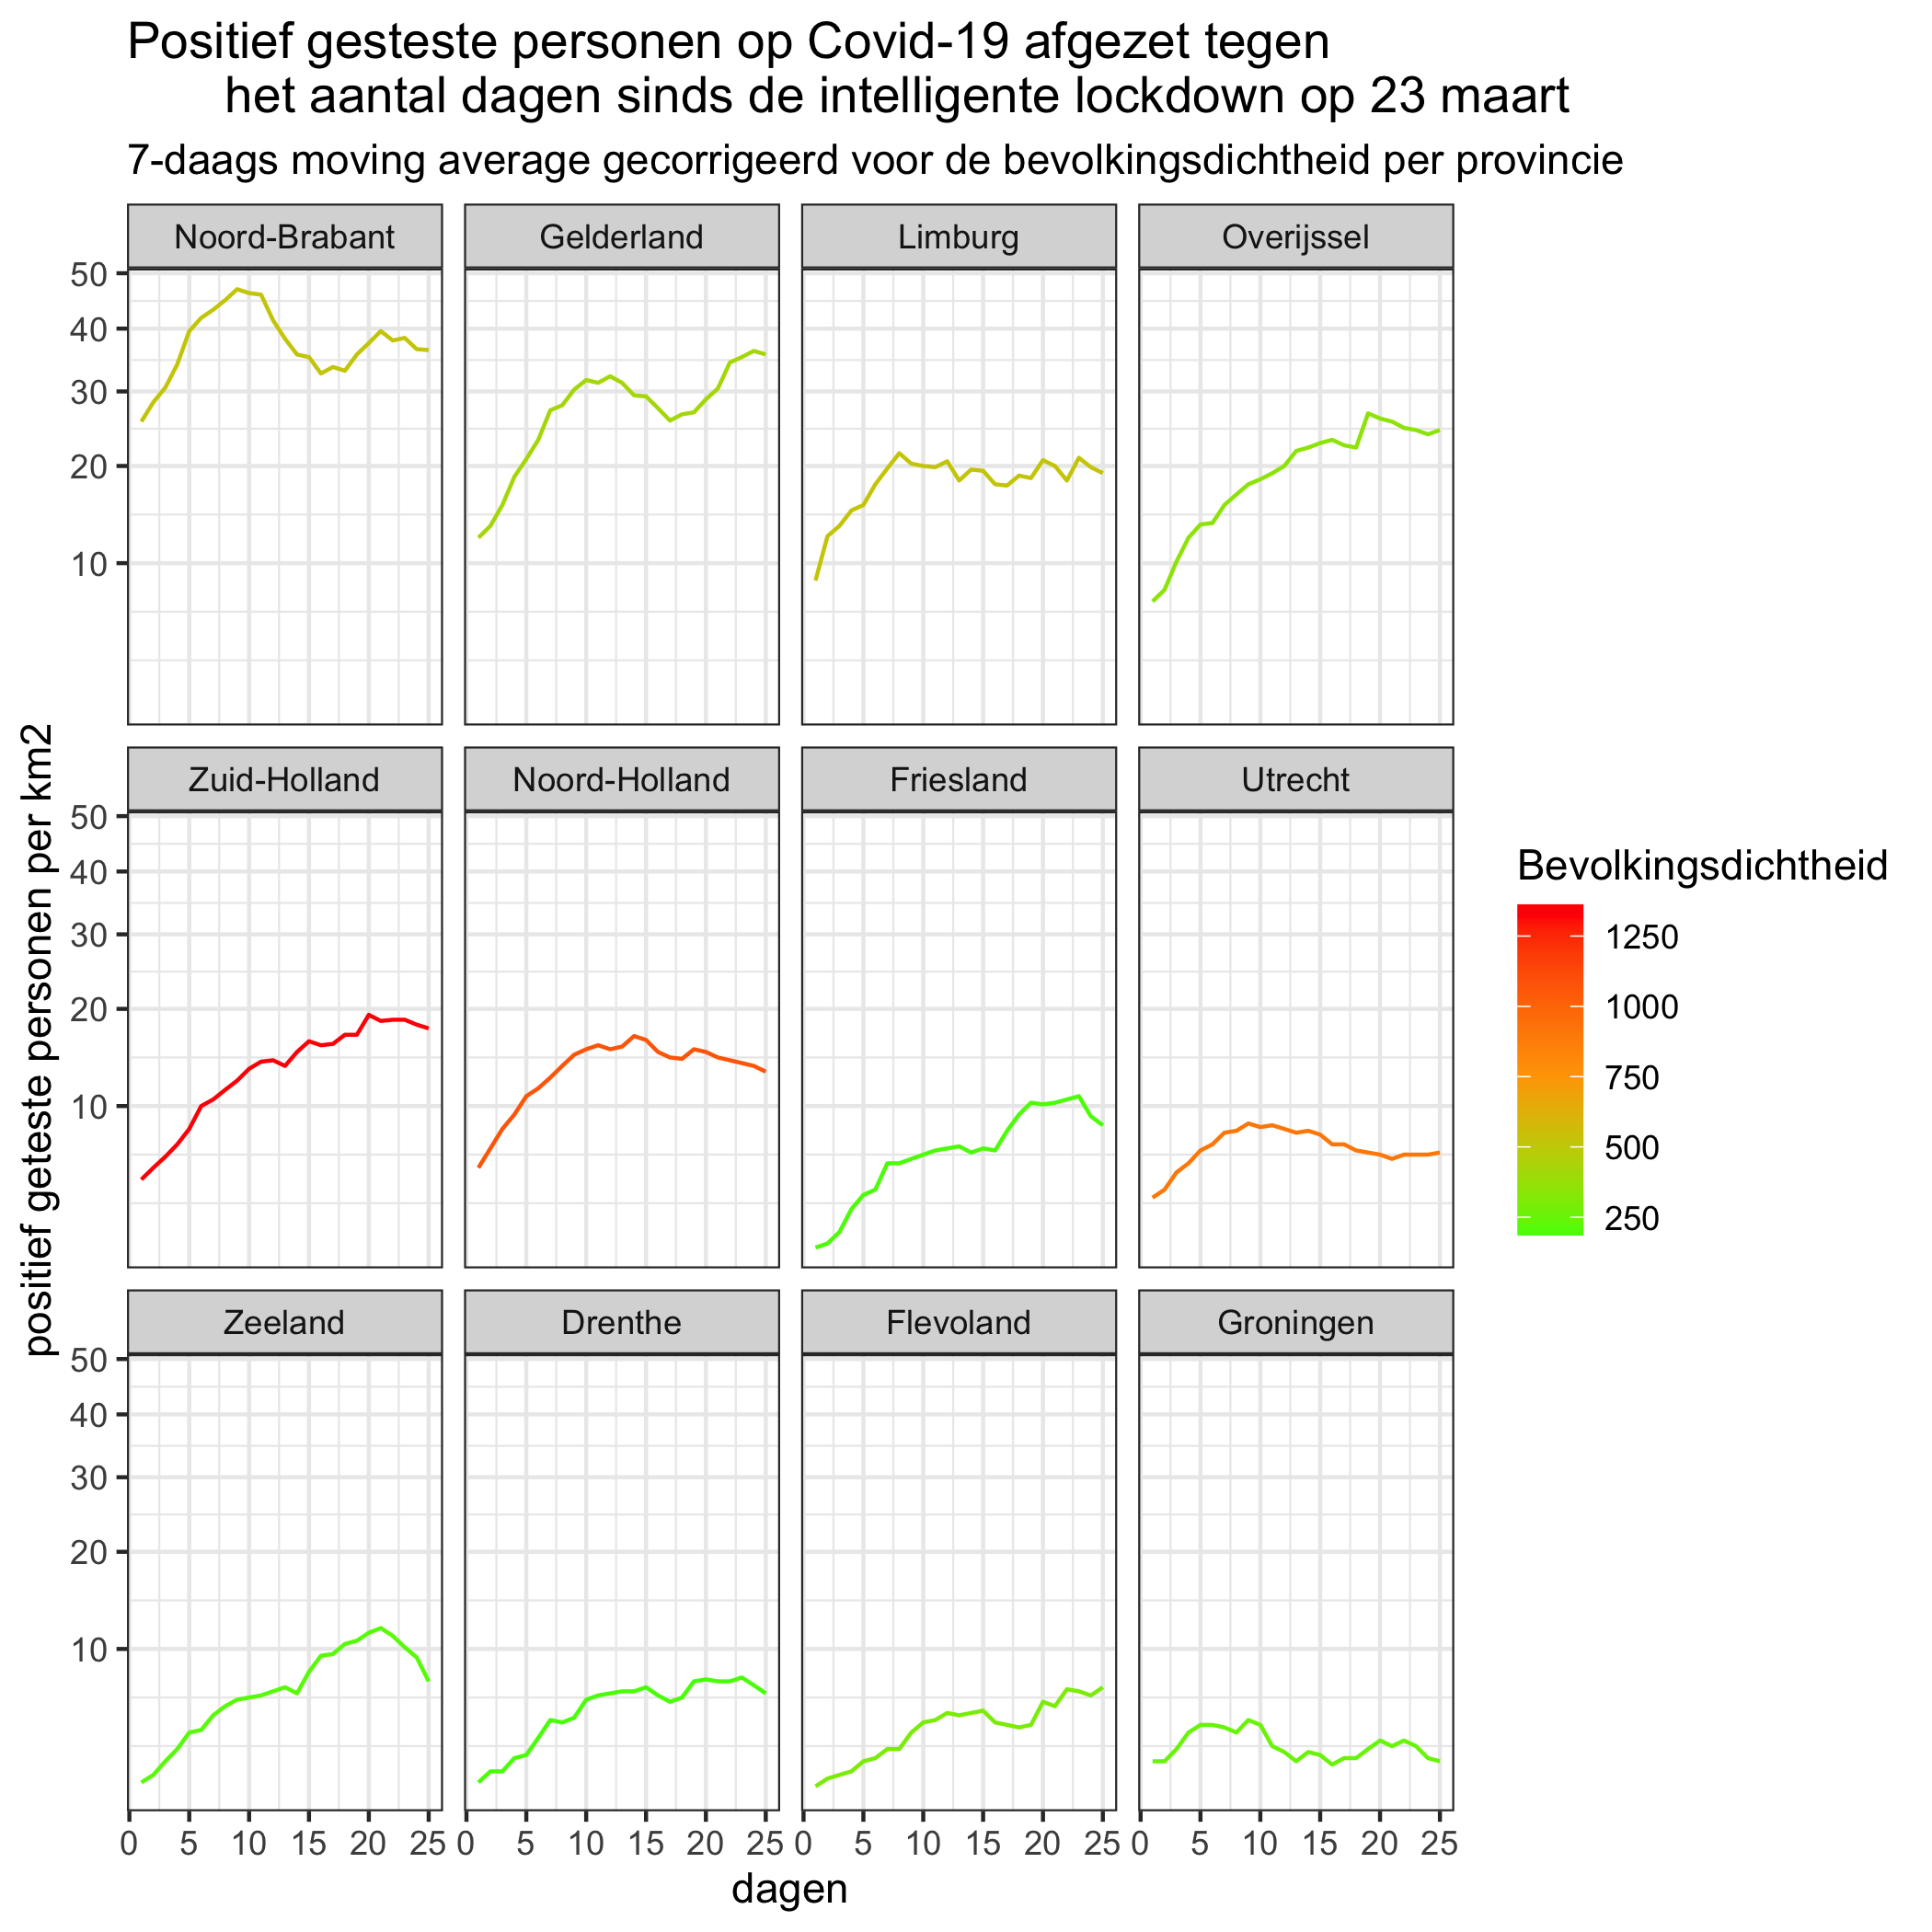 Positief gesteste personen op Covid-19 afgezet tegen
het aantal dagen sinds de intelligente lockdown op 23 maart
7-daags moving average gecorrigeerd voor de bevolkingsdichtheid per provincie
Noord-Brabant Gelderland Limburg Overijssel
50
40
30
20
10
Zuid-Holland Noord-Holland Friesland Utrecht
50
40
30
20
10
Zeeland Drenthe Flevoland Groningen
50
40
30
20
10
0 5 10 15 20 25 0 5 10 15 20 25 0 5 10 15 20 25 0 5 10 15 20 25
dagen
positief geteste personen per km2
Bevolkingsdichtheid
1250
1000
750
500
250